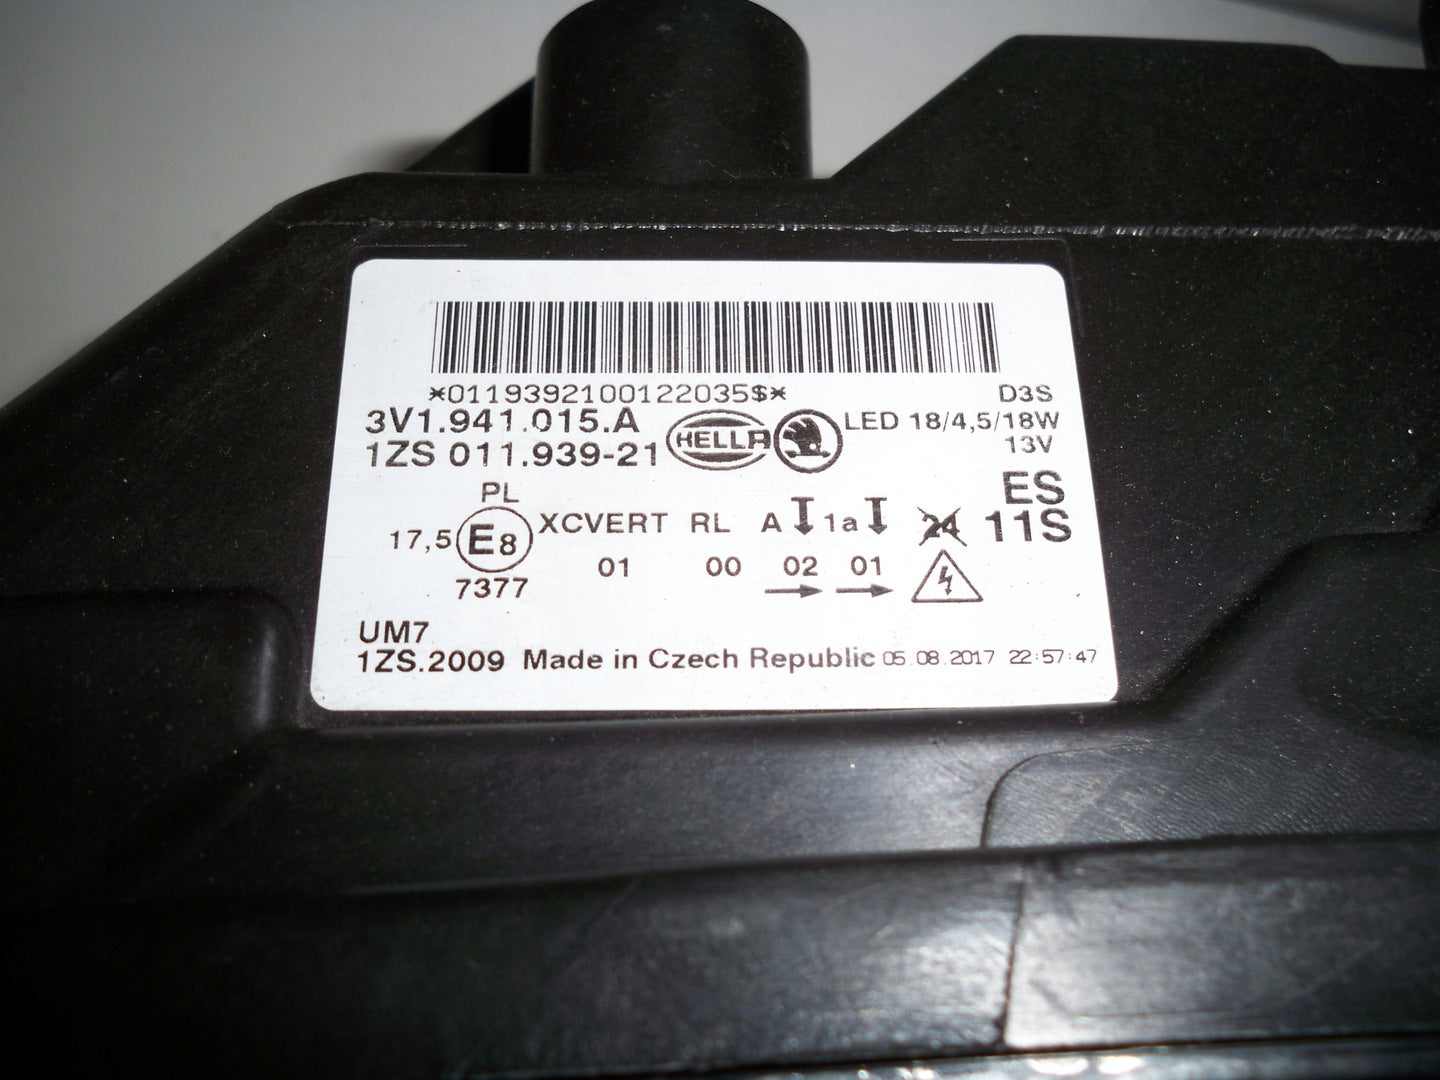 *0119392100122035$*
D3S
3V1.941.015.A
HELLA
LED 18/4,5/18W
1ZS 011.939-21
13V
PL
ES
17,5 E8 XCVERT RL A 1a 24 11S
01 00 02 01
7377
UM7
1ZS.2009 Made in Czech Republic 05.08.2017 22:57:47